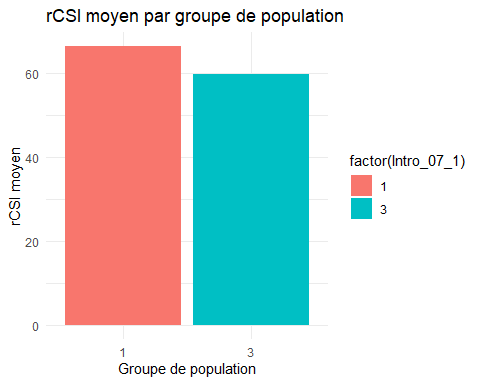 rCSI moyen par groupe de population
60
40
20
0
rCSI moyen
1
3
Groupe de population
factor(Intro_07_1)
1
3